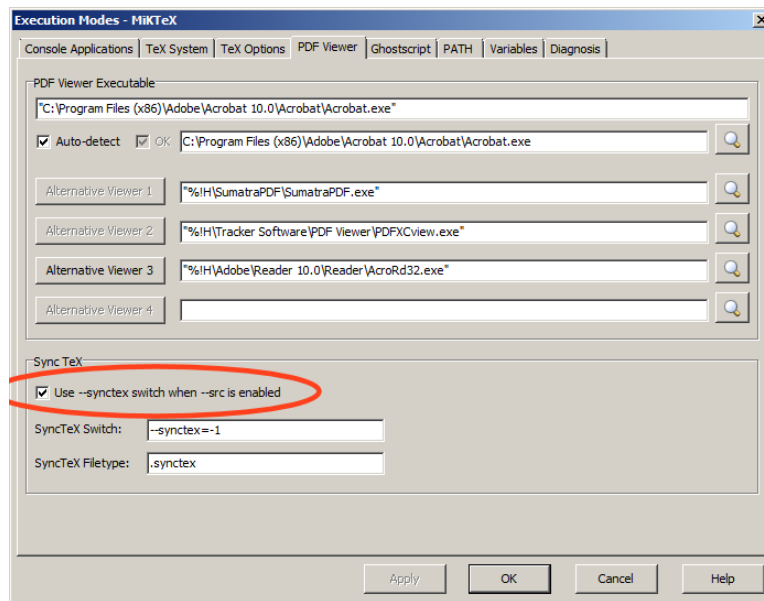 Execution Modes - MiKTeX
Console Applications TeX System TeX Options PDF Viewer Ghostscript PATH Variables Diagnosis
PDF Viewer Executable
"C:\Program Files (x86)\Adobe\Acrobat 10.0\Acrobat\Acrobat.exe"
Auto-detect OK C:\Program Files (x86)\Adobe\Acrobat 10.0\Acrobat\Acrobat.exe
Alternative Viewer 1 "%!H\SumatraPDF\SumatraPDF.exe"
Alternative Viewer 2 "%!H\Tracker Software\PDF Viewer\PDFXCview.exe"
Alternative Viewer 3 "%!H\Adobe\Reader 10.0\Reader\AcroRd32.exe"
Alternative Viewer 4
Sync TeX
Use --synctex switch when --src is enabled
SyncTeX Switch: --synctex=-1
SyncTeX Filetype: .synctex
Apply OK Cancel Help